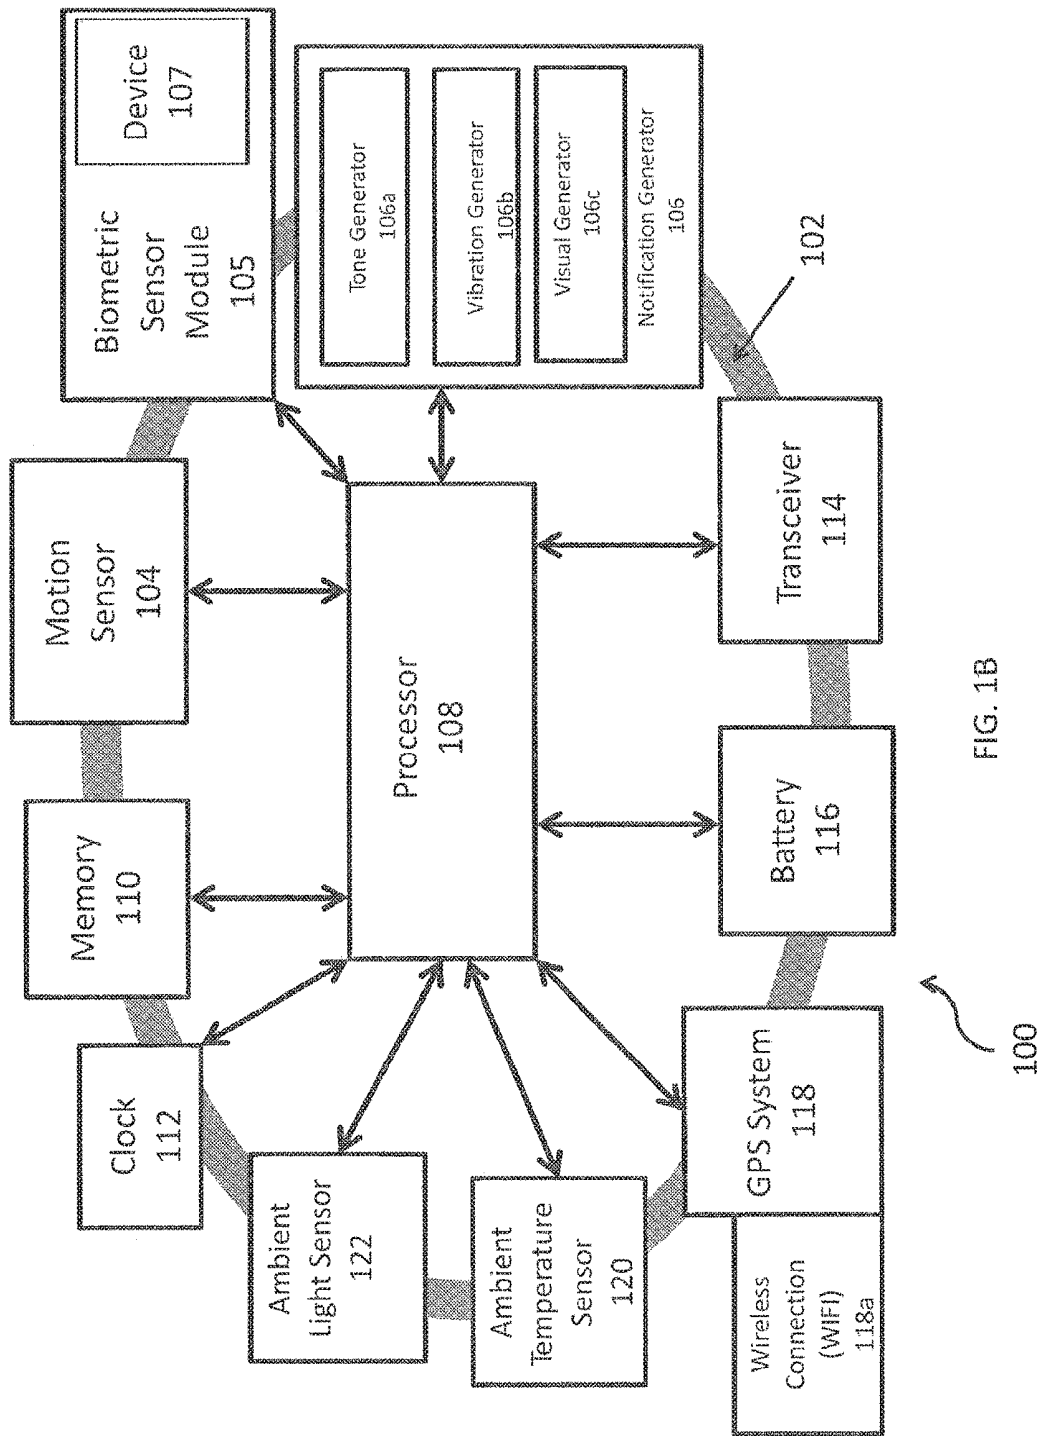 Clock
112
Memory
110
Motion
Sensor
104
Biometric
Sensor
Module
105
Device
107
Ambient
Light Sensor
122
Ambient
Temperature
Sensor
120
Processor
108
Tone Generator
106a
Vibration Generator
106b
Visual Generator
106c
Notification Generator
106
Wireless
Connection
(WIFI)
118a
GPS System
118
Battery
116
Transceiver
114
102
100
FIG. 1B